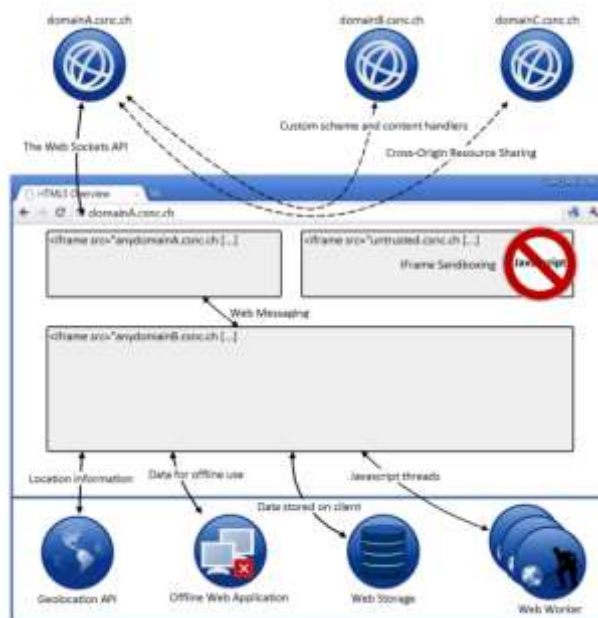 domainA.csnc.ch
domainB.csnc.ch
domainC.csnc.ch
Custom scheme and content handlers
The Web Sockets API
Cross-Origin Resource Sharing
HTML5 Overview
domainA.csnc.ch
<iframe src="anydomainA.csnc.ch [...]
<iframe src="untrusted.csnc.ch [...]
IFrame Sandboxing
JavaScript
Web Messaging
<iframe src="anydomainB.csnc.ch [...]
Location information
Data for offline use
Javascript threads
Data stored on client
Geolocation API
Offline Web Application
Web Storage
Web Worker